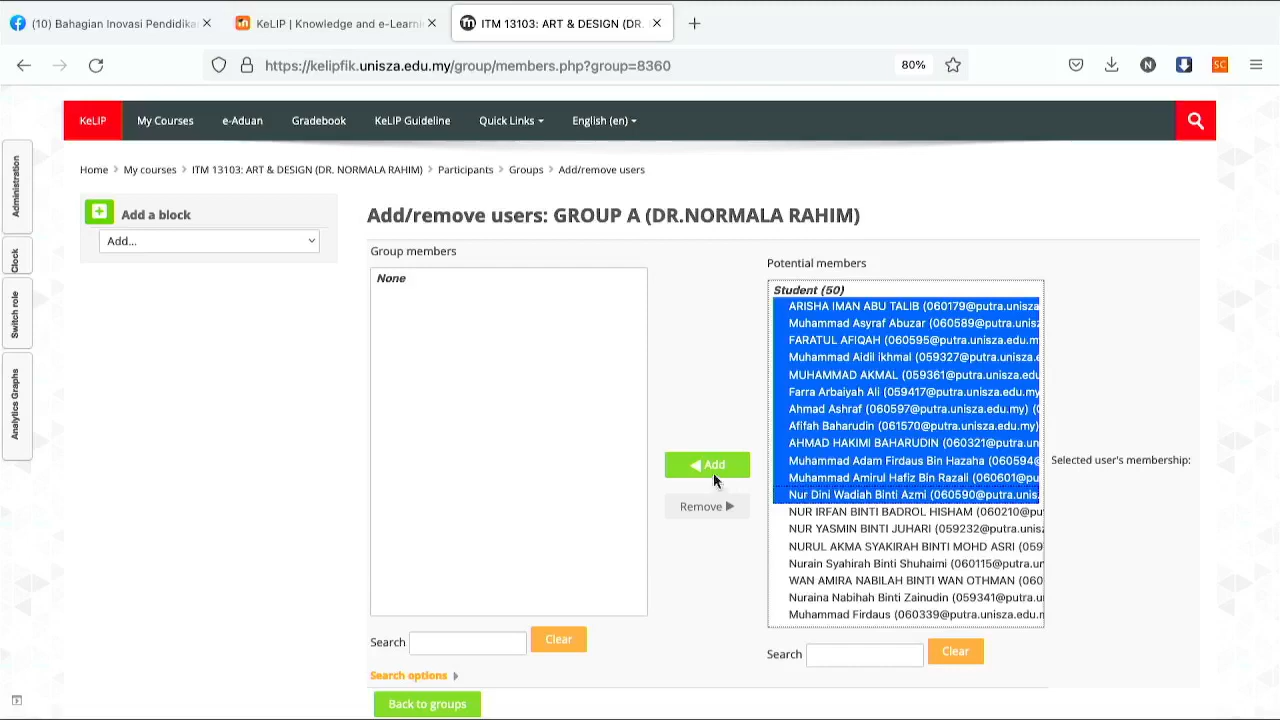 (10) Bahagian Inovasi Pendidika
KeLIP | Knowledge and e-Learni
ITM 13103: ART & DESIGN (DR.
https://kelipfik.unisza.edu.my/group/members.php?group=8360
80%
N
SC
KeLIP
My Courses
e-Aduan
Gradebook
KeLIP Guideline
Quick Links
English (en)
Home
My courses
ITM 13103: ART & DESIGN (DR. NORMALA RAHIM)
Participants
Groups
Add/remove users
Administration
Clock
Switch role
Analytics Graphs
Add a block
Add...
Add/remove users: GROUP A (DR.NORMALA RAHIM)
Group members
None
Search
Clear
Search options
Back to groups
Add
Remove
Potential members
Student (50)
ARISHA IMAN ABU TALIB (060179@putra.unisza
Muhammad Asyraf Abuzar (060589@putra.unisz
FARATUL AFIQAH (060595@putra.unisza.edu.m
Muhammad Aidil ikhmal (059327@putra.unisza.e
MUHAMMAD AKMAL (059361@putra.unisza.edu
Farra Arbaiyah Ali (059417@putra.unisza.edu.my
Ahmad Ashraf (060597@putra.unisza.edu.my) (
Afifah Baharudin (061570@putra.unisza.edu.my)
AHMAD HAKIMI BAHARUDIN (060321@putra.un
Muhammad Adam Firdaus Bin Hazaha (060594@
Muhammad Amirul Hafiz Bin Razali (060601@pu
Nur Dini Wadiah Binti Azmi (060590@putra.unis
NUR IRFAN BINTI BADROL HISHAM (060210@pu
NUR YASMIN BINTI JUHARI (059232@putra.unis
NURUL AKMA SYAKIRAH BINTI MOHD ASRI (059
Nurain Syahirah Binti Shuhaimi (060115@putra.un
WAN AMIRA NABILAH BINTI WAN OTHMAN (060
Nuraina Nabihah Binti Zainudin (059341@putra.u
Muhammad Firdaus (060339@putra.unisza.edu.m
Search
Clear
Selected user's membership: